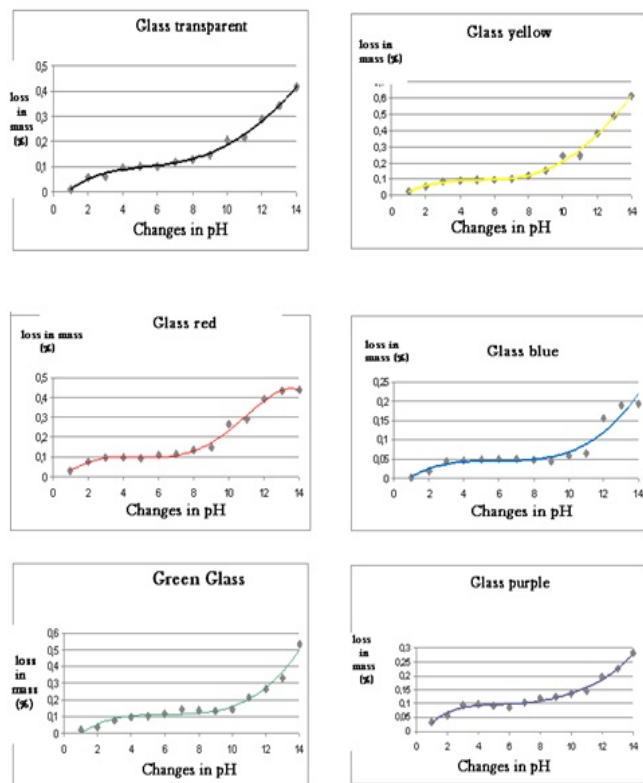 Glass transparent
loss
in
mass
(%)
0,5
0,4
0,3
0,2
0,1
0
0 2 4 6 8 10 12 14
Changes in pH
Glass yellow
loss in
mass (%)
0,6
0,5
0,4
0,3
0,2
0,1
0
0 2 4 6 8 10 12 14
Changes in pH
Glass red
loss in mass
(%)
0,5
0,4
0,3
0,2
0,1
0
0 2 4 6 8 10 12 14
Changes in pH
Glass blue
loss in
mass (%)
0,25
0,2
0,15
0,1
0,05
0
0 2 4 6 8 10 12 14
Changes in pH
Green Glass
loss
in
mass
(%)
0,6
0,5
0,4
0,3
0,2
0,1
0
0 2 4 6 8 10 12 14
Changes in pH
Glass purple
loss
in
mass
(%)
0,3
0,25
0,2
0,15
0,1
0,05
0
0 2 4 6 8 10 12 14
Changes in pH